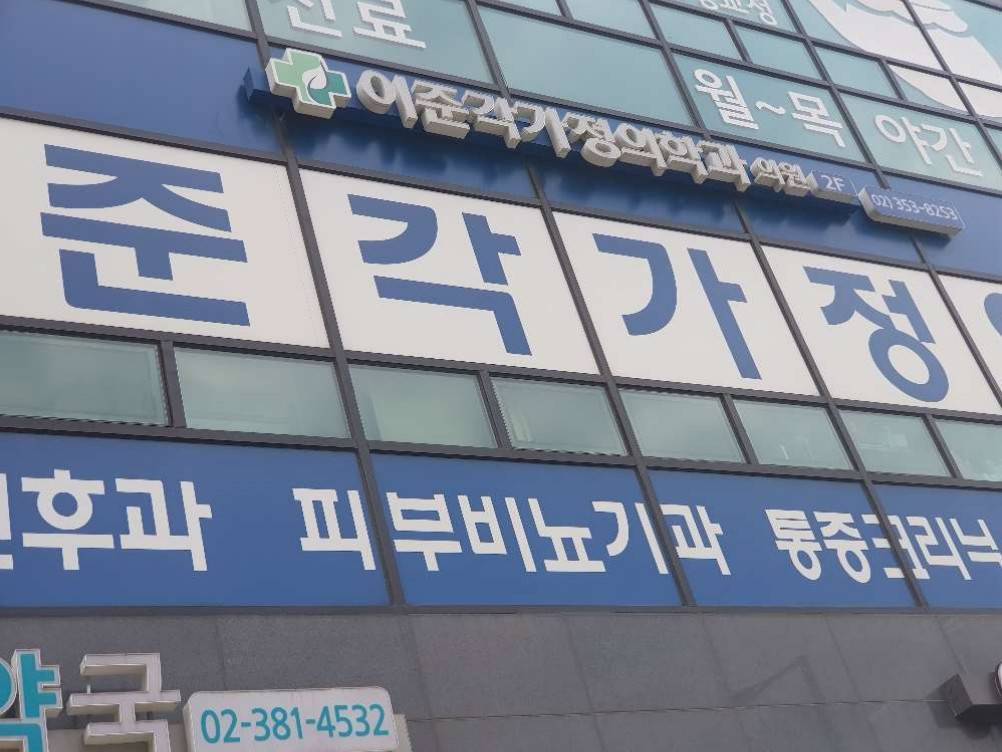 진료
월~목 야간
이준각가정의학과 의원 2F 02) 353-8253
준각가정
후과 피부비뇨기과 통증크리닉
약국
02-381-4532